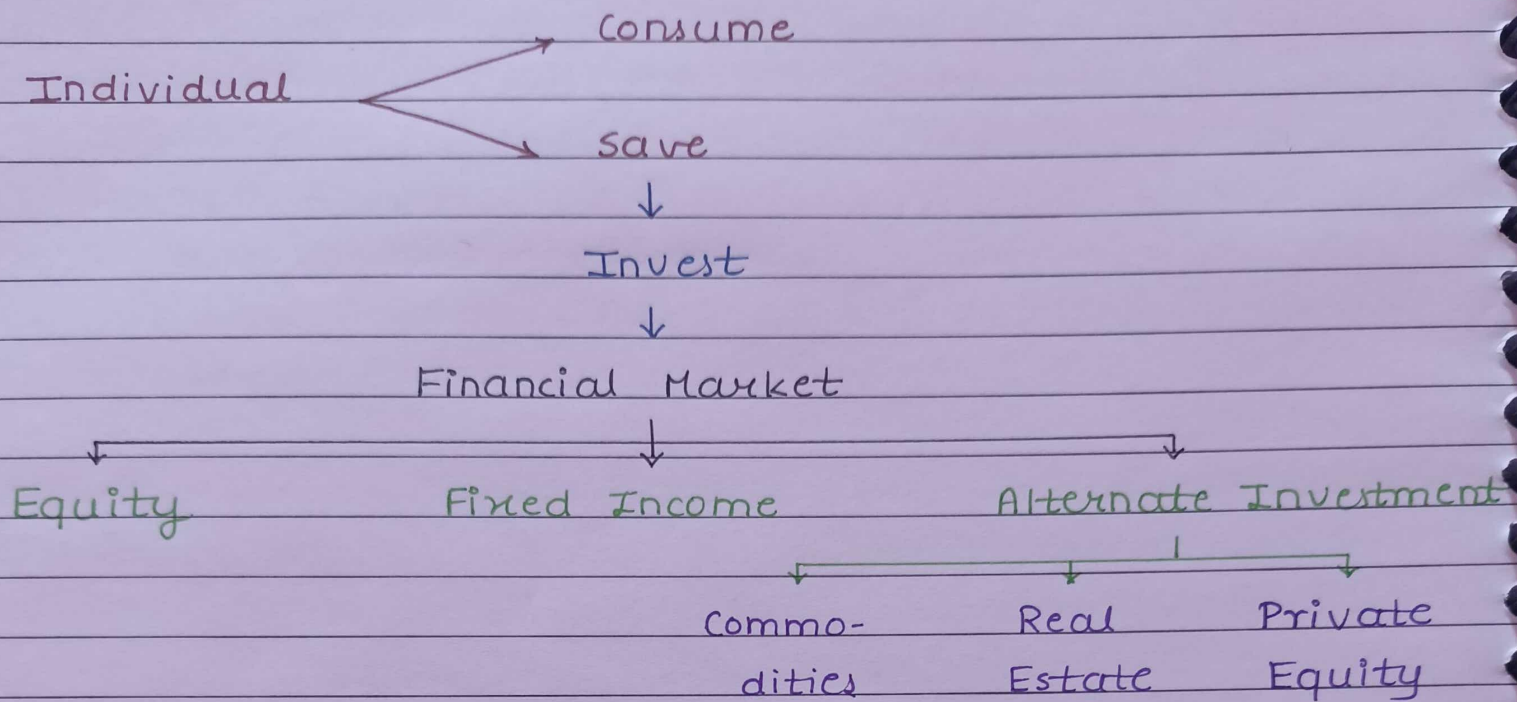 Consume
Individual
save
Invest
Financial Market
Equity Fixed Income Alternate Investment
Commo- Real Private
dities Estate Equity